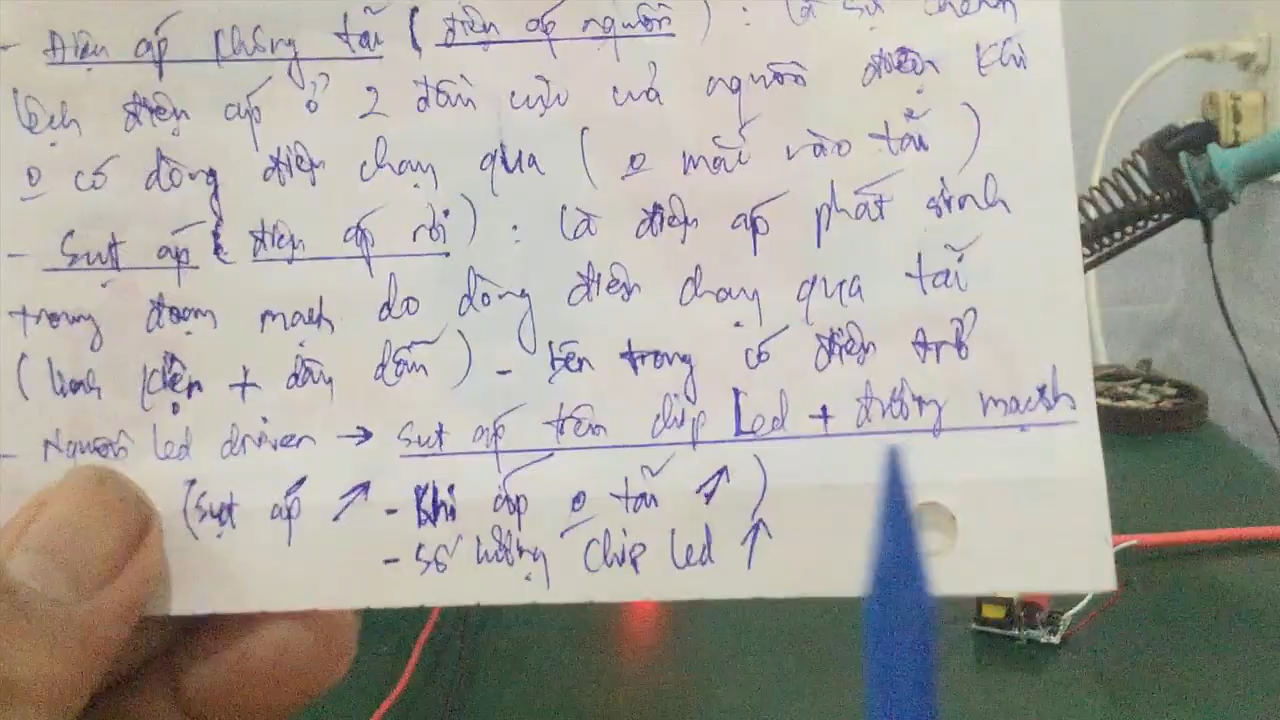 - Điện áp không tải ( điện áp nguồn ) : là sự chênh
lệch điện áp ở 2 đầu cực của nguồn điện khi
o có dòng điện chạy qua ( o mắc vào tải )
- Sụt áp ( điện áp rơi ) : là điện áp phát sinh
trong đoạn mạch do dòng điện chạy qua tải
( linh kiện + dây dẫn ) - bên trong có điện trở
- Nguồn led driver → sụt áp trên chip Led + đường mạch
(sụt áp ↗ - Khi áp o tải ↗ )
- Số lượng chip led ↗